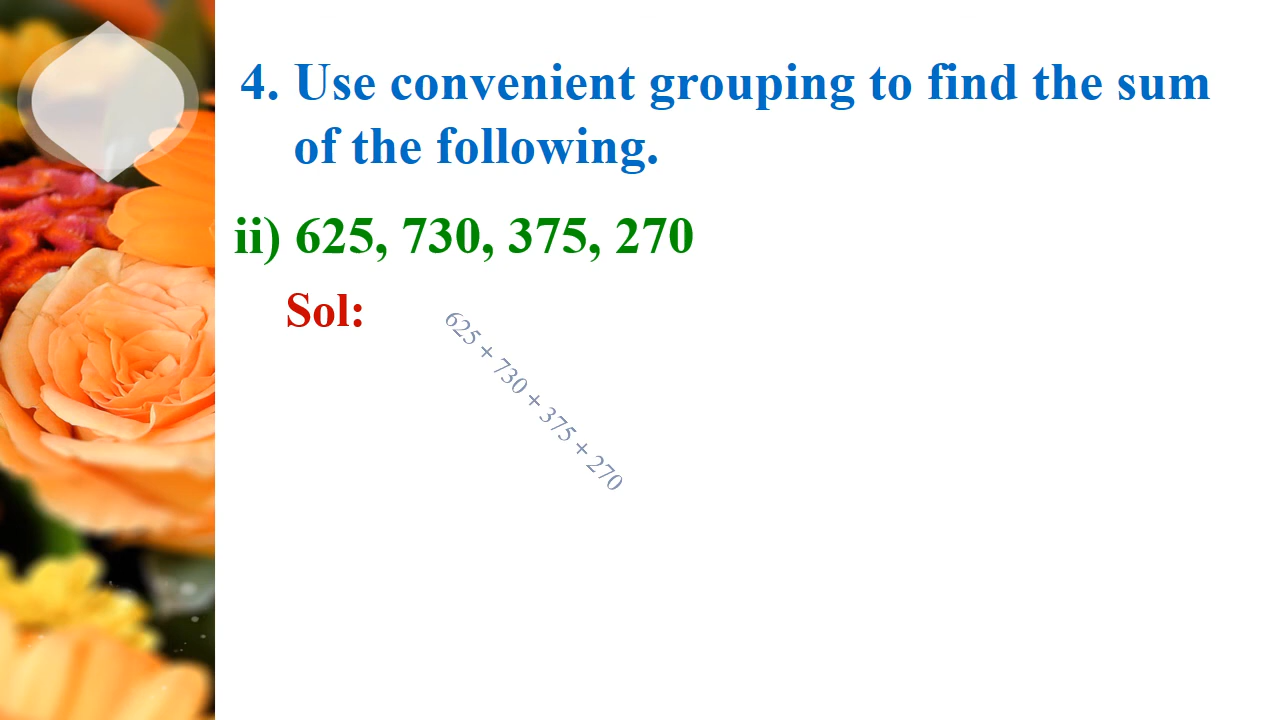 4. Use convenient grouping to find the sum
of the following.
ii) 625, 730, 375, 270
Sol:
625 + 730 + 375 + 270